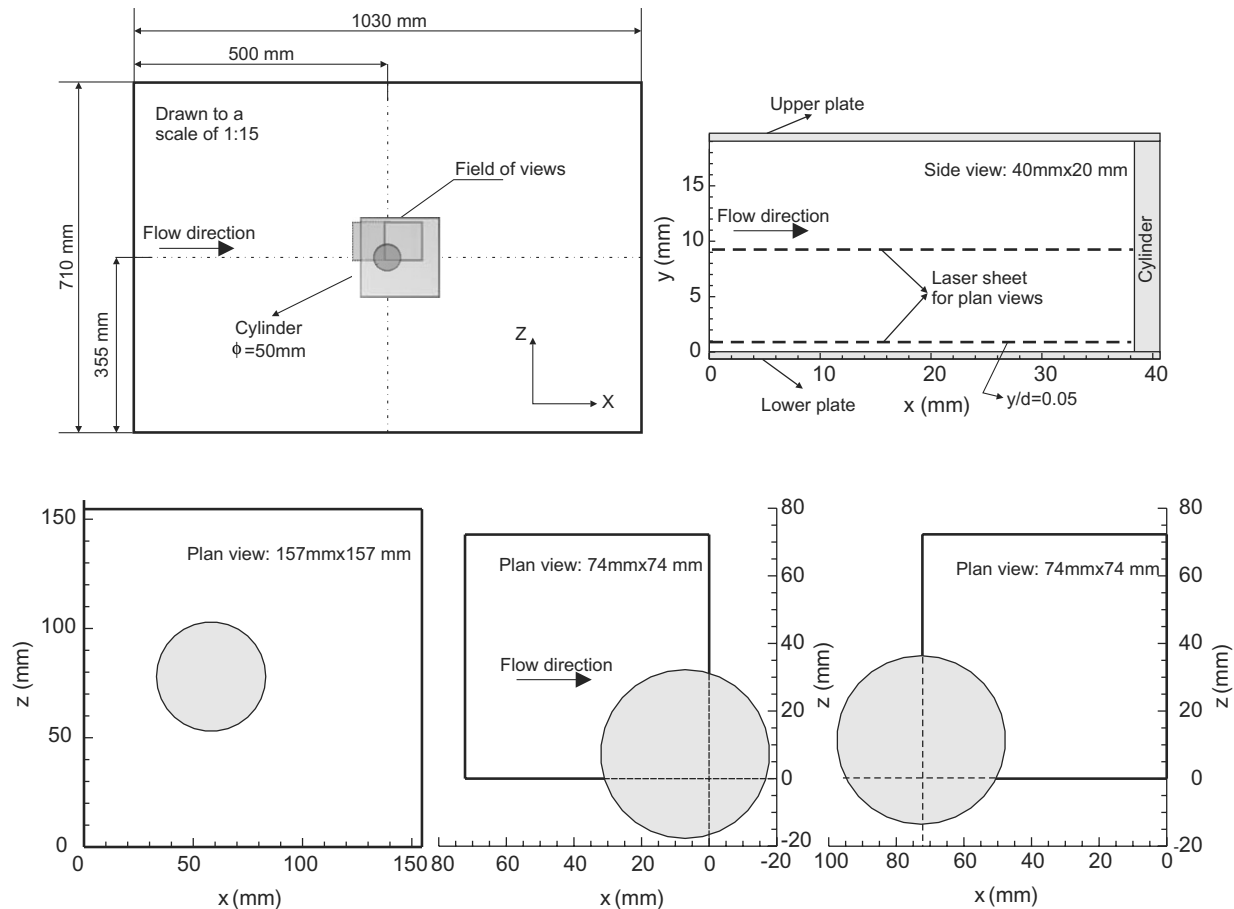 1030 mm
500 mm
Drawn to a
scale of 1:15
Field of views
Flow direction
710 mm
355 mm
Cylinder
ϕ=50mm
Z
X
Upper plate
Side view: 40mmx20 mm
Flow direction
Laser sheet
for plan views
Cylinder
y (mm)
15
10
5
0
0
10
20
30
40
Lower plate
x (mm)
y/d=0.05
Plan view: 157mmx157 mm
z (mm)
150
100
50
0
0
50
100
150
x (mm)
Plan view: 74mmx74 mm
Flow direction
80
60
40
20
0
-20
z (mm)
80
60
40
20
0
-20
x (mm)
Plan view: 74mmx74 mm
80
60
40
20
0
-20
z (mm)
100
80
60
40
20
0
x (mm)